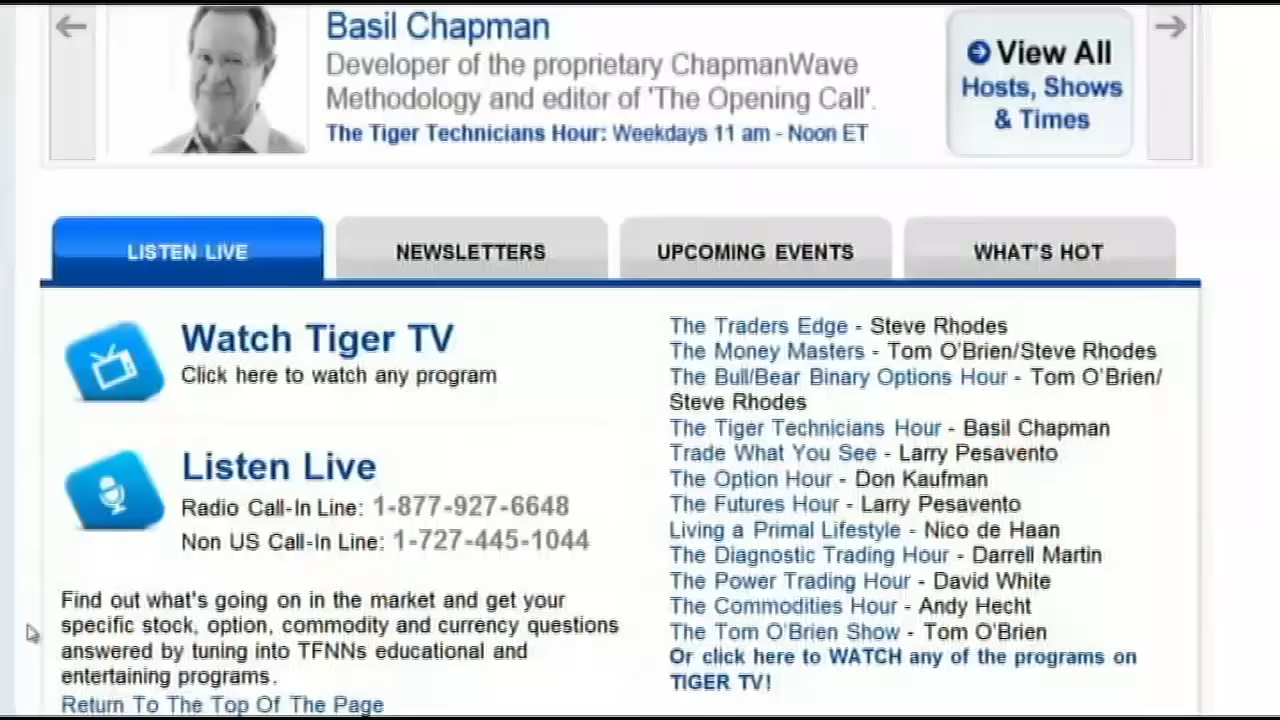 Basil Chapman
Developer of the proprietary ChapmanWave
Methodology and editor of 'The Opening Call'.
The Tiger Technicians Hour: Weekdays 11 am - Noon ET
View All
Hosts, Shows
& Times
LISTEN LIVE
NEWSLETTERS
UPCOMING EVENTS
WHAT'S HOT
Watch Tiger TV
Click here to watch any program
Listen Live
Radio Call-In Line: 1-877-927-6648
Non US Call-In Line: 1-727-445-1044
Find out what's going on in the market and get your
specific stock, option, commodity and currency questions
answered by tuning into TFNNs educational and
entertaining programs.
Return To The Top Of The Page
The Traders Edge - Steve Rhodes
The Money Masters - Tom O'Brien/Steve Rhodes
The Bull/Bear Binary Options Hour - Tom O'Brien/
Steve Rhodes
The Tiger Technicians Hour - Basil Chapman
Trade What You See - Larry Pesavento
The Option Hour - Don Kaufman
The Futures Hour - Larry Pesavento
Living a Primal Lifestyle - Nico de Haan
The Diagnostic Trading Hour - Darrell Martin
The Power Trading Hour - David White
The Commodities Hour - Andy Hecht
The Tom O'Brien Show - Tom O'Brien
Or click here to WATCH any of the programs on
TIGER TV!